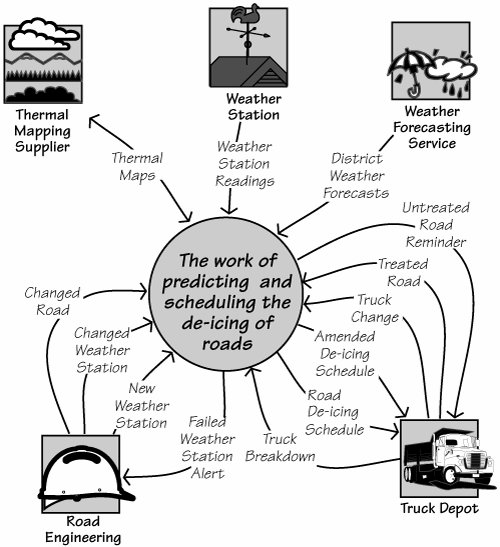 Thermal
Mapping
Supplier
Weather
Station
Weather
Forecasting
Service
Thermal
Maps
Weather
Station
Readings
District
Weather
Forecasts
Untreated
Road
Reminder
The work of
predicting and
scheduling the
de-icing of
roads
Treated
Road
Truck
Change
Changed
Road
Changed
Weather
Station
Amended
De-icing
Schedule
New
Weather
Station
Failed
Weather
Station
Alert
Truck
Breakdown
Road
De-icing
Schedule
Road
Engineering
Truck Depot